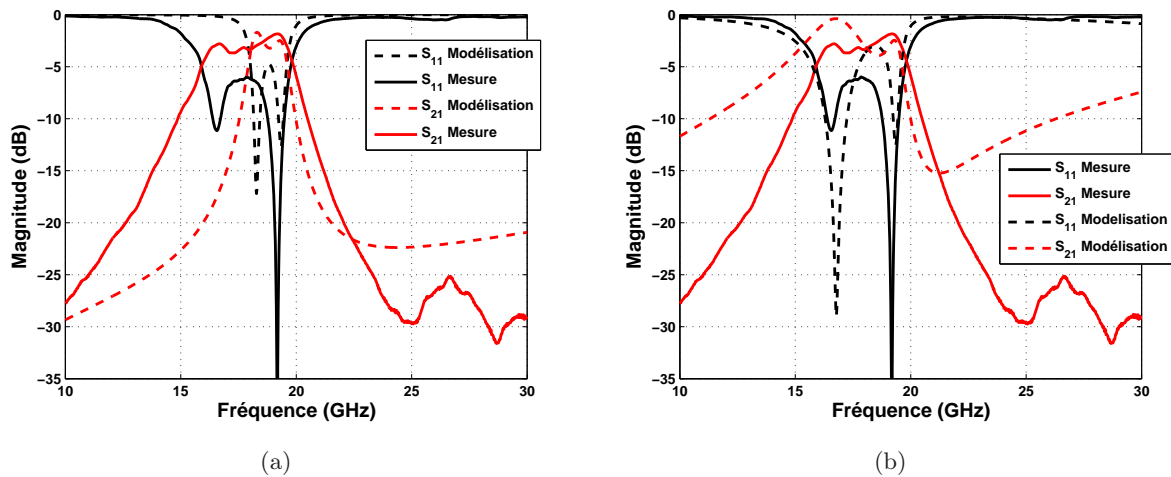 0
−5
−10
−15
−20
−25
−30
−35
10 15 20 25 30
Magnitude (dB)
Fréquence (GHz)
S11 Modélisation
S11 Mesure
S21 Modélisation
S21 Mesure
(a)
0
−5
−10
−15
−20
−25
−30
−35
10 15 20 25 30
Magnitude (dB)
Fréquence (GHz)
S11 Mesure
S21 Mesure
S11 Modelisation
S21 Modélisation
(b)